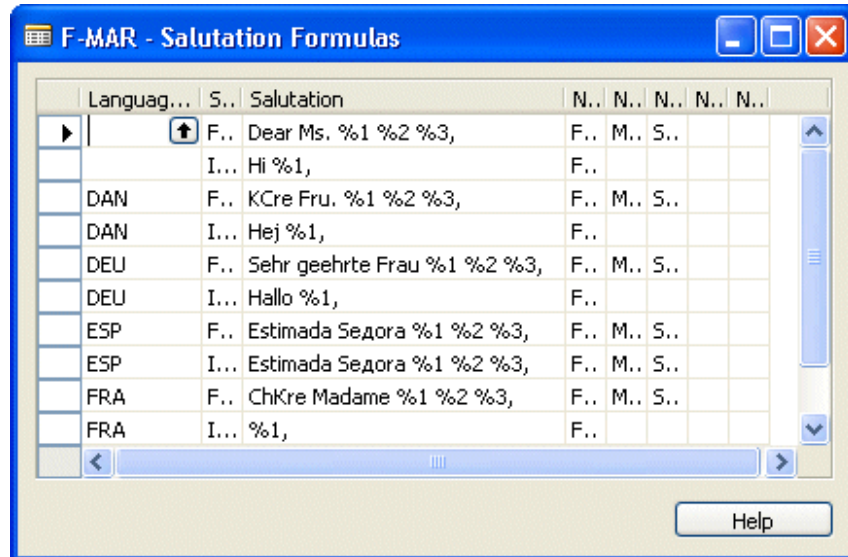 F-MAR - Salutation Formulas
Languag... S.. Salutation N.. N.. N.. N.. N..
F.. Dear Ms. %1 %2 %3, F.. M.. S..
I... Hi %1, F..
DAN F.. KCre Fru. %1 %2 %3, F.. M.. S..
DAN I... Hej %1, F..
DEU F.. Sehr geehrte Frau %1 %2 %3, F.. M.. S..
DEU I... Hallo %1, F..
ESP F.. Estimada Seдora %1 %2 %3, F.. M.. S..
ESP I... Estimada Seдora %1 %2 %3, F.. M.. S..
FRA F.. ChKre Madame %1 %2 %3, F.. M.. S..
FRA I... %1, F..
Help